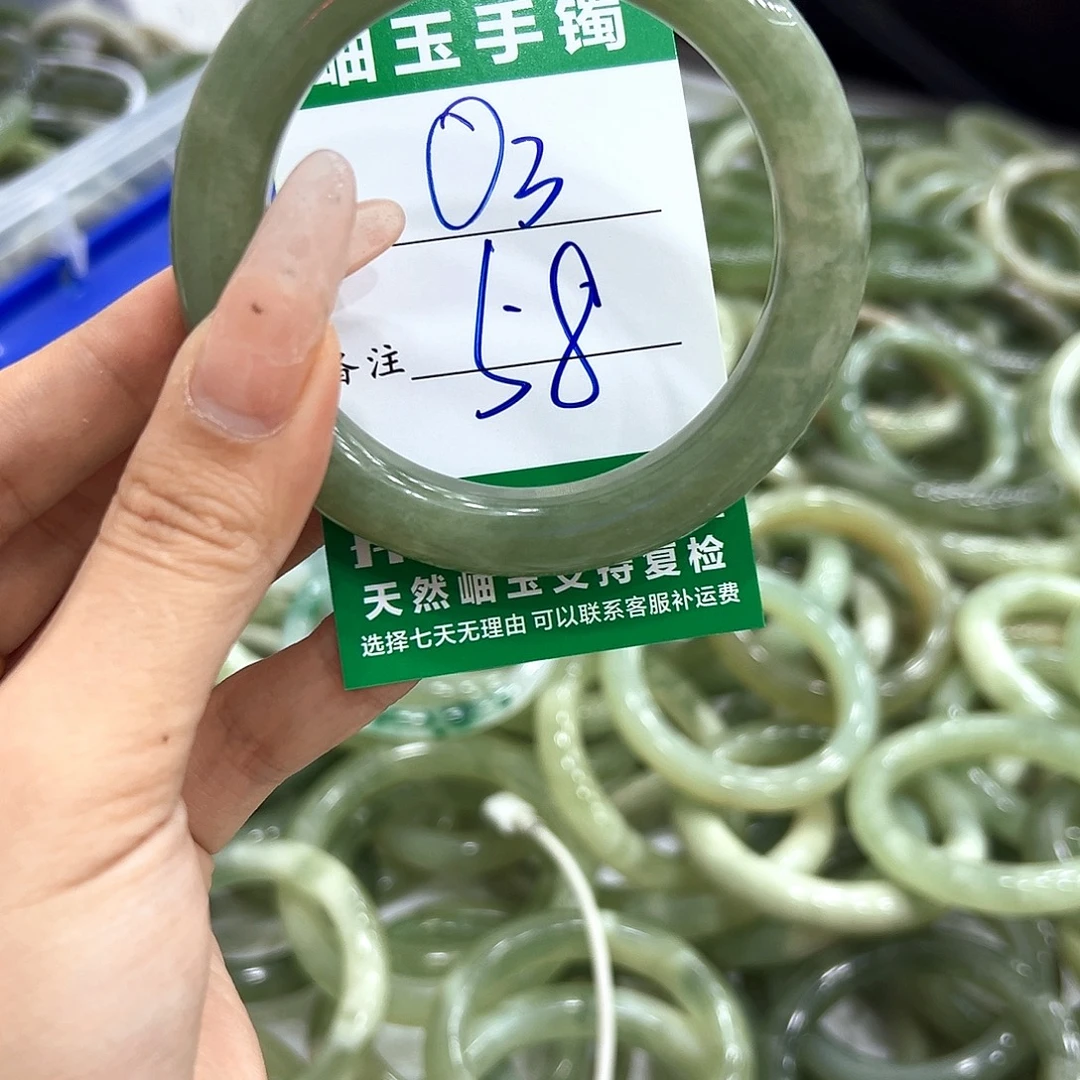 岫玉手镯
03
备注 58
天然岫玉支持复检
选择七天无理由 可以联系客服补运费